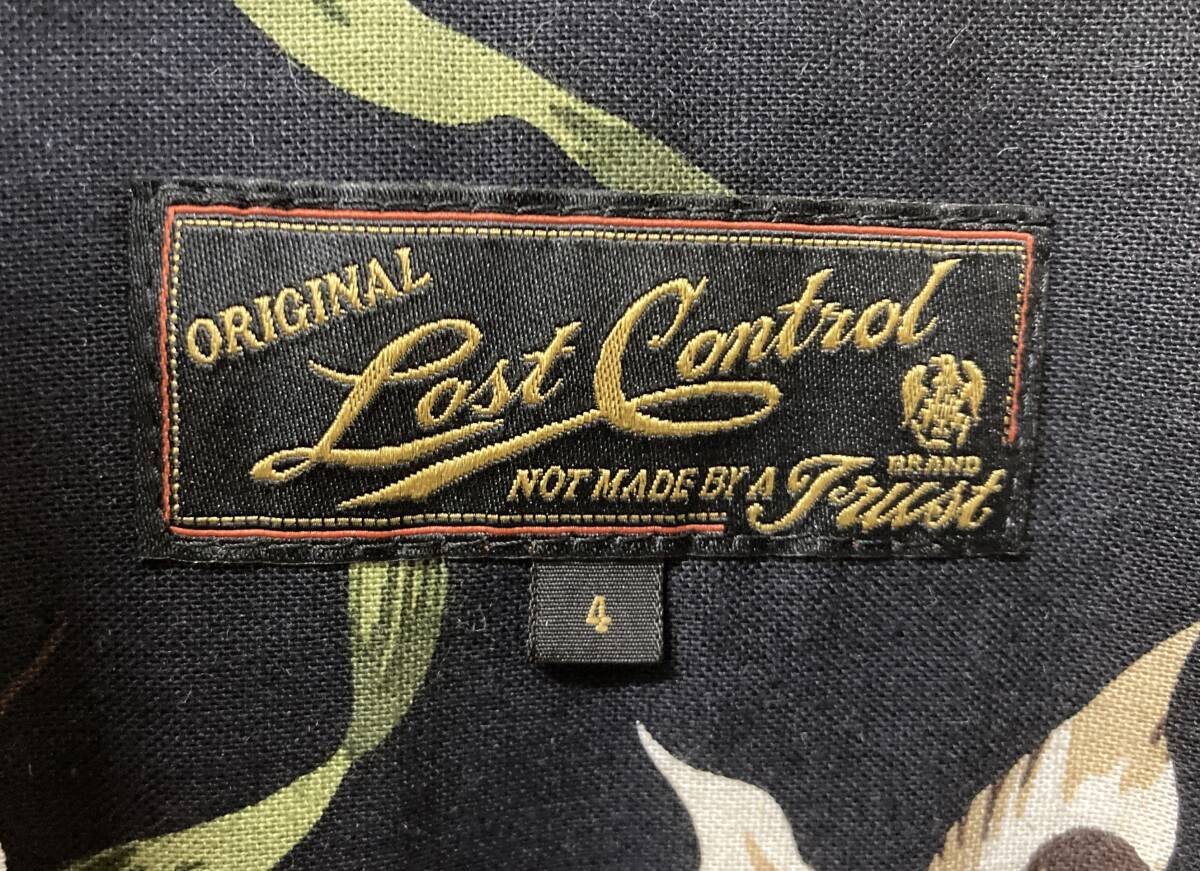 ORIGINAL
Lost Control
BRAND
NOT MADE BY A Trust
4